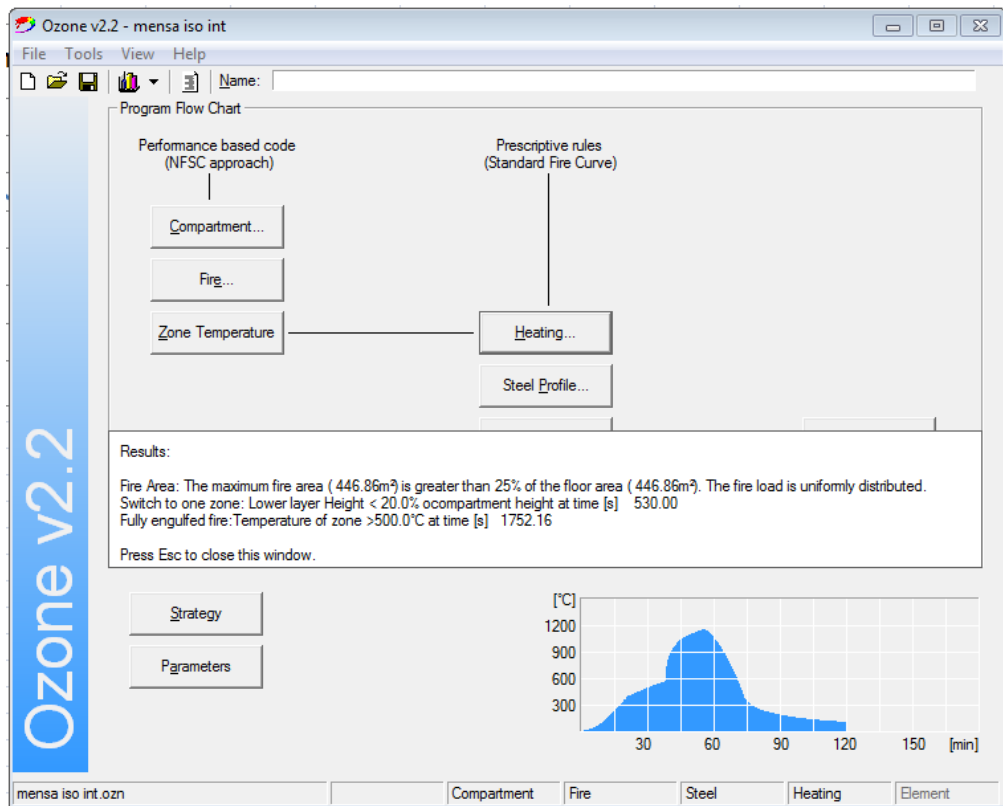 Ozone v2.2 - mensa iso int
File Tools View Help
Name:
Program Flow Chart
Performance based code
(NFSC approach)
Prescriptive rules
(Standard Fire Curve)
Compartment...
Fire...
Zone Temperature
Heating...
Steel Profile...
Results:
Fire Area: The maximum fire area ( 446.86m²) is greater than 25% of the floor area ( 446.86m²). The fire load is uniformly distributed.
Switch to one zone: Lower layer Height < 20.0% ocompartment height at time [s] 530.00
Fully engulfed fire:Temperature of zone >500.0°C at time [s] 1752.16
Press Esc to close this window.
Strategy
Parameters
[°C]
1200
900
600
300
30 60 90 120 150 [min]
Ozone v2.2
mensa iso int.ozn Compartment Fire Steel Heating Element